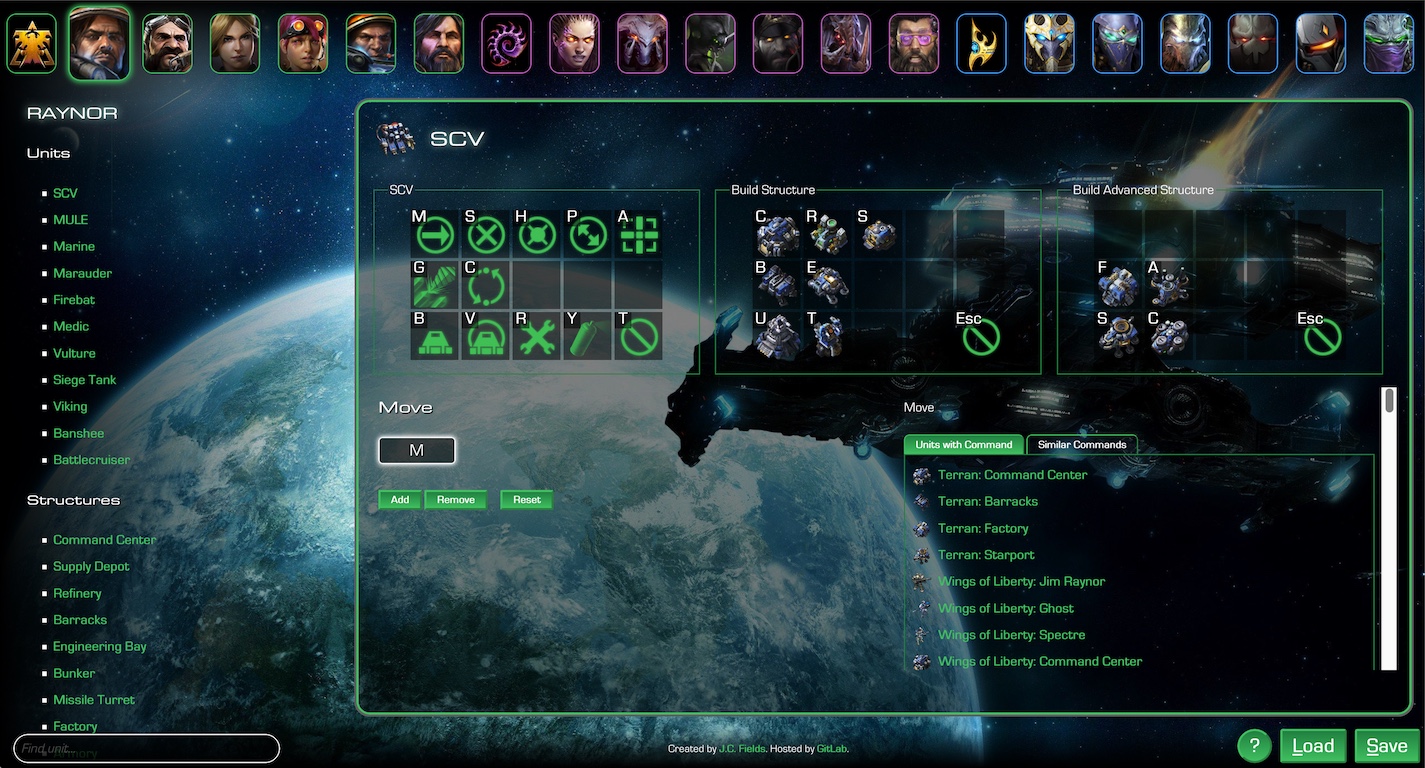 RAYNOR
Units
SCV
MULE
Marine
Marauder
Firebat
Medic
Vulture
Siege Tank
Viking
Banshee
Battlecruiser
Structures
Command Center
Supply Depot
Refinery
Barracks
Engineering Bay
Bunker
Missile Turret
Factory
Armory
Find unit...
SCV
SCV
M S H P A
G C
B V R Y T
Build Structure
C R S
B E
U T Esc
Build Advanced Structure
F A
S C Esc
Move
M
Add Remove Reset
Move
Units with Command Similar Commands
Terran: Command Center
Terran: Barracks
Terran: Factory
Terran: Starport
Wings of Liberty: Jim Raynor
Wings of Liberty: Ghost
Wings of Liberty: Spectre
Wings of Liberty: Command Center
Created by J.C. Fields. Hosted by GitLab.
? Load Save